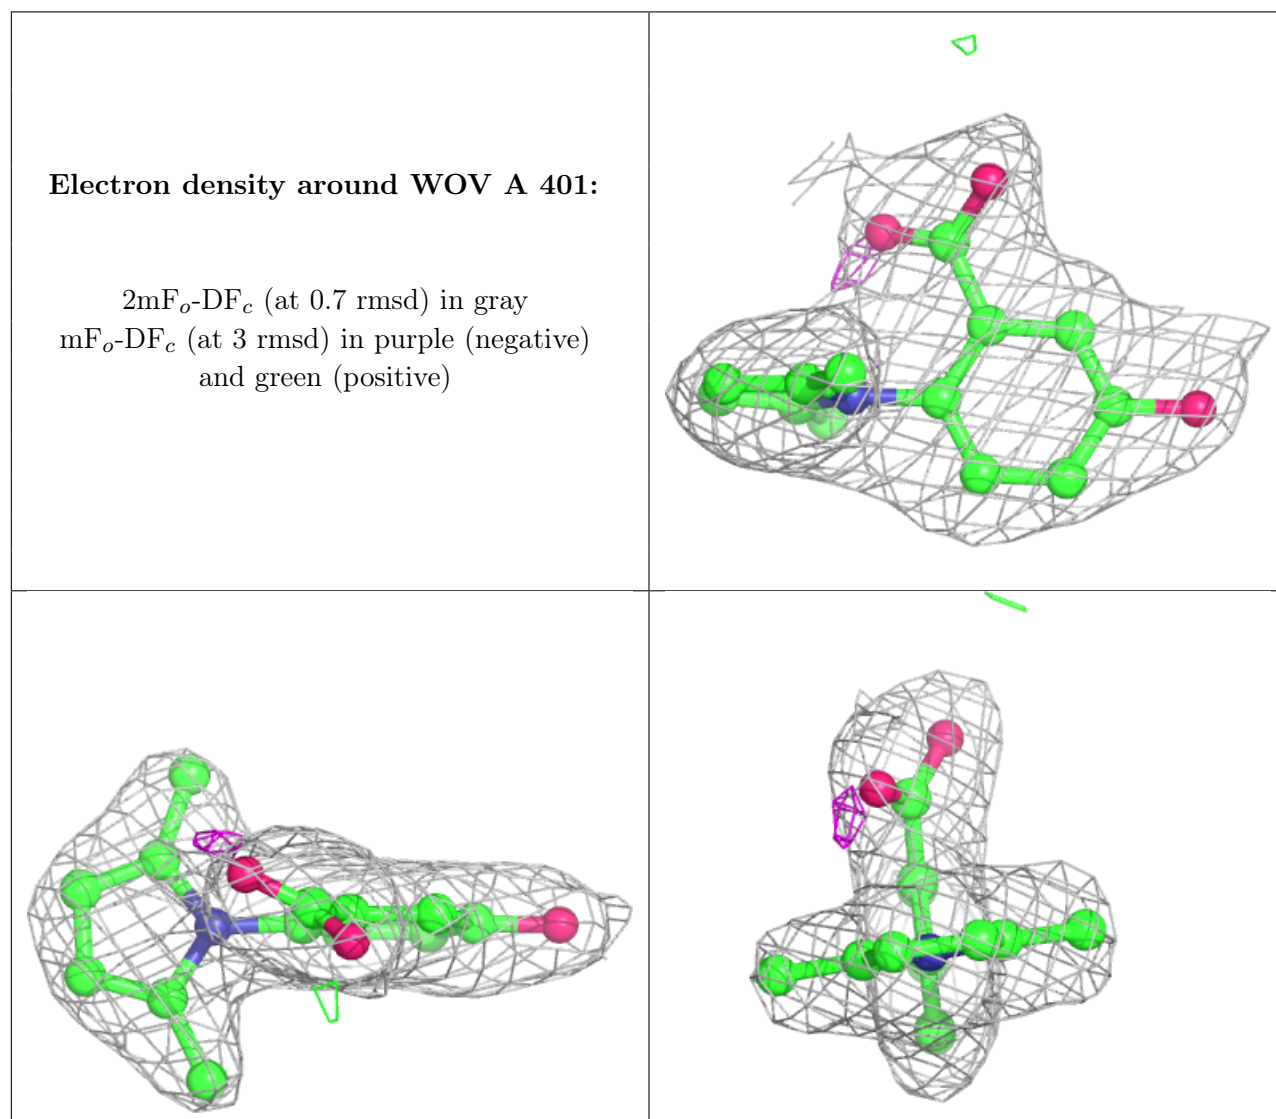 Electron density around WOV A 401:
2mFₒ-DF𝒸 (at 0.7 rmsd) in gray
mFₒ-DF𝒸 (at 3 rmsd) in purple (negative)
and green (positive)